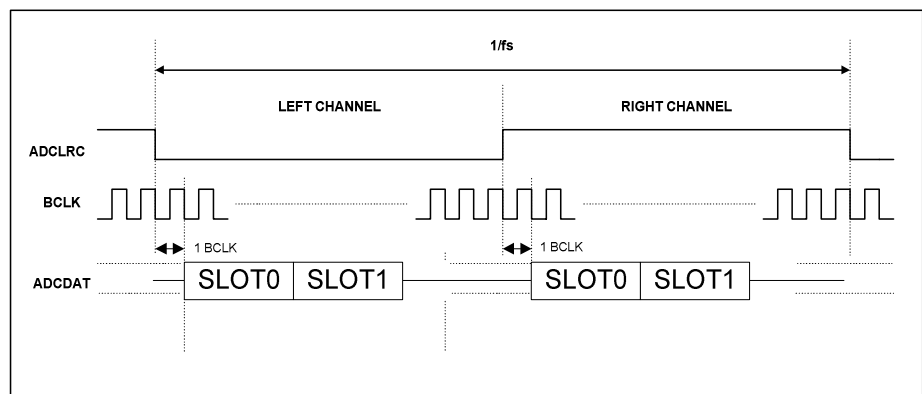 1/fs
LEFT CHANNEL RIGHT CHANNEL
ADCLRC
BCLK
1 BCLK 1 BCLK
ADCDAT SLOT0 SLOT1 SLOT0 SLOT1